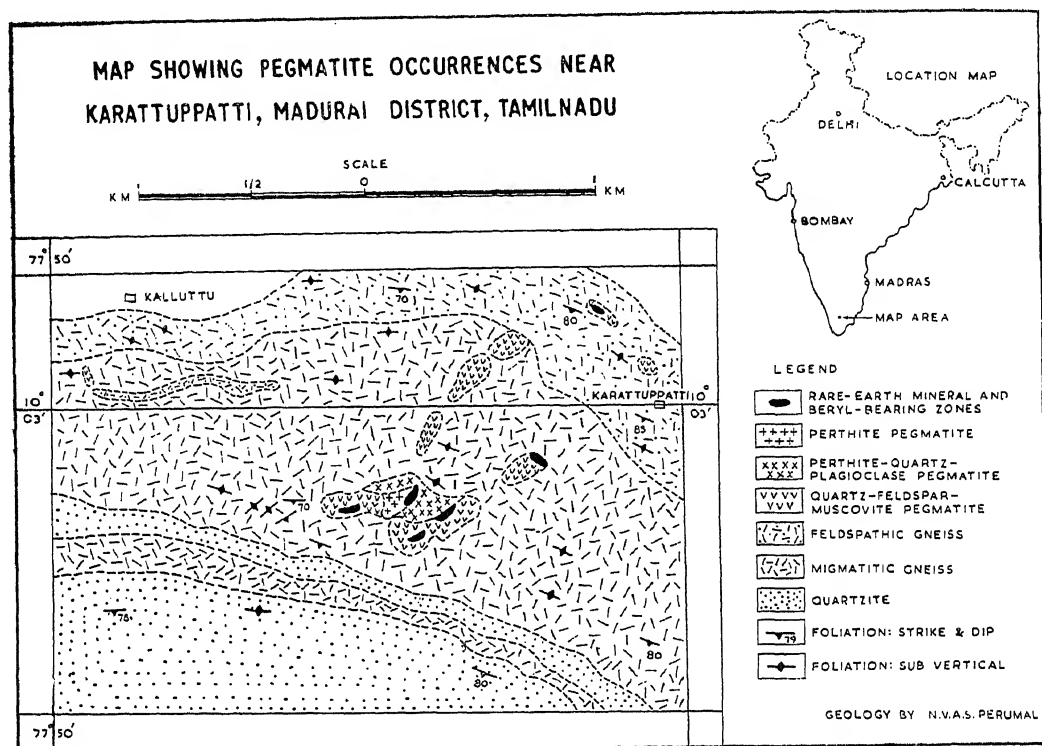 MAP SHOWING PEGMATITE OCCURRENCES NEAR
KARATTUPPATTI, MADURAI DISTRICT, TAMILNADU
SCALE
1 1/2 0 1
KM KM
LOCATION MAP
DELHI
CALCUTTA
BOMBAY
MADRAS
MAP AREA
77° 50'
KALLUTTU
70
80
KARATTUPPATTI
10°
03'
10°
03'
85
70
78
80
80
77° 50'
LEGEND
RARE-EARTH MINERAL AND
BERYL-BEARING ZONES
PERTHITE PEGMATITE
PERTHITE-QUARTZ-
PLAGIOCLASE PEGMATITE
QUARTZ-FELDSPAR-
MUSCOVITE PEGMATITE
FELDSPATHIC GNEISS
MIGMATITIC GNEISS
QUARTZITE
79 FOLIATION: STRIKE & DIP
FOLIATION: SUB VERTICAL
GEOLOGY BY N.V.A.S. PERUMAL